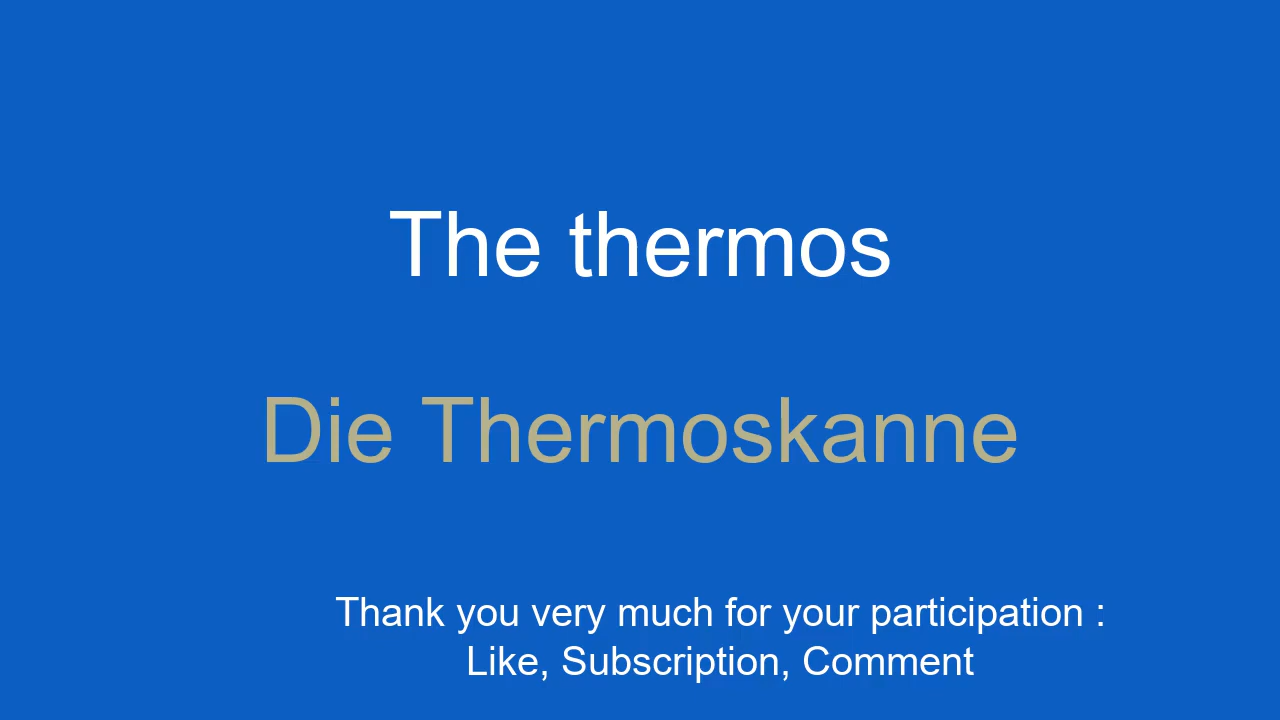 The thermos
Die Thermoskanne
Thank you very much for your participation :
Like, Subscription, Comment